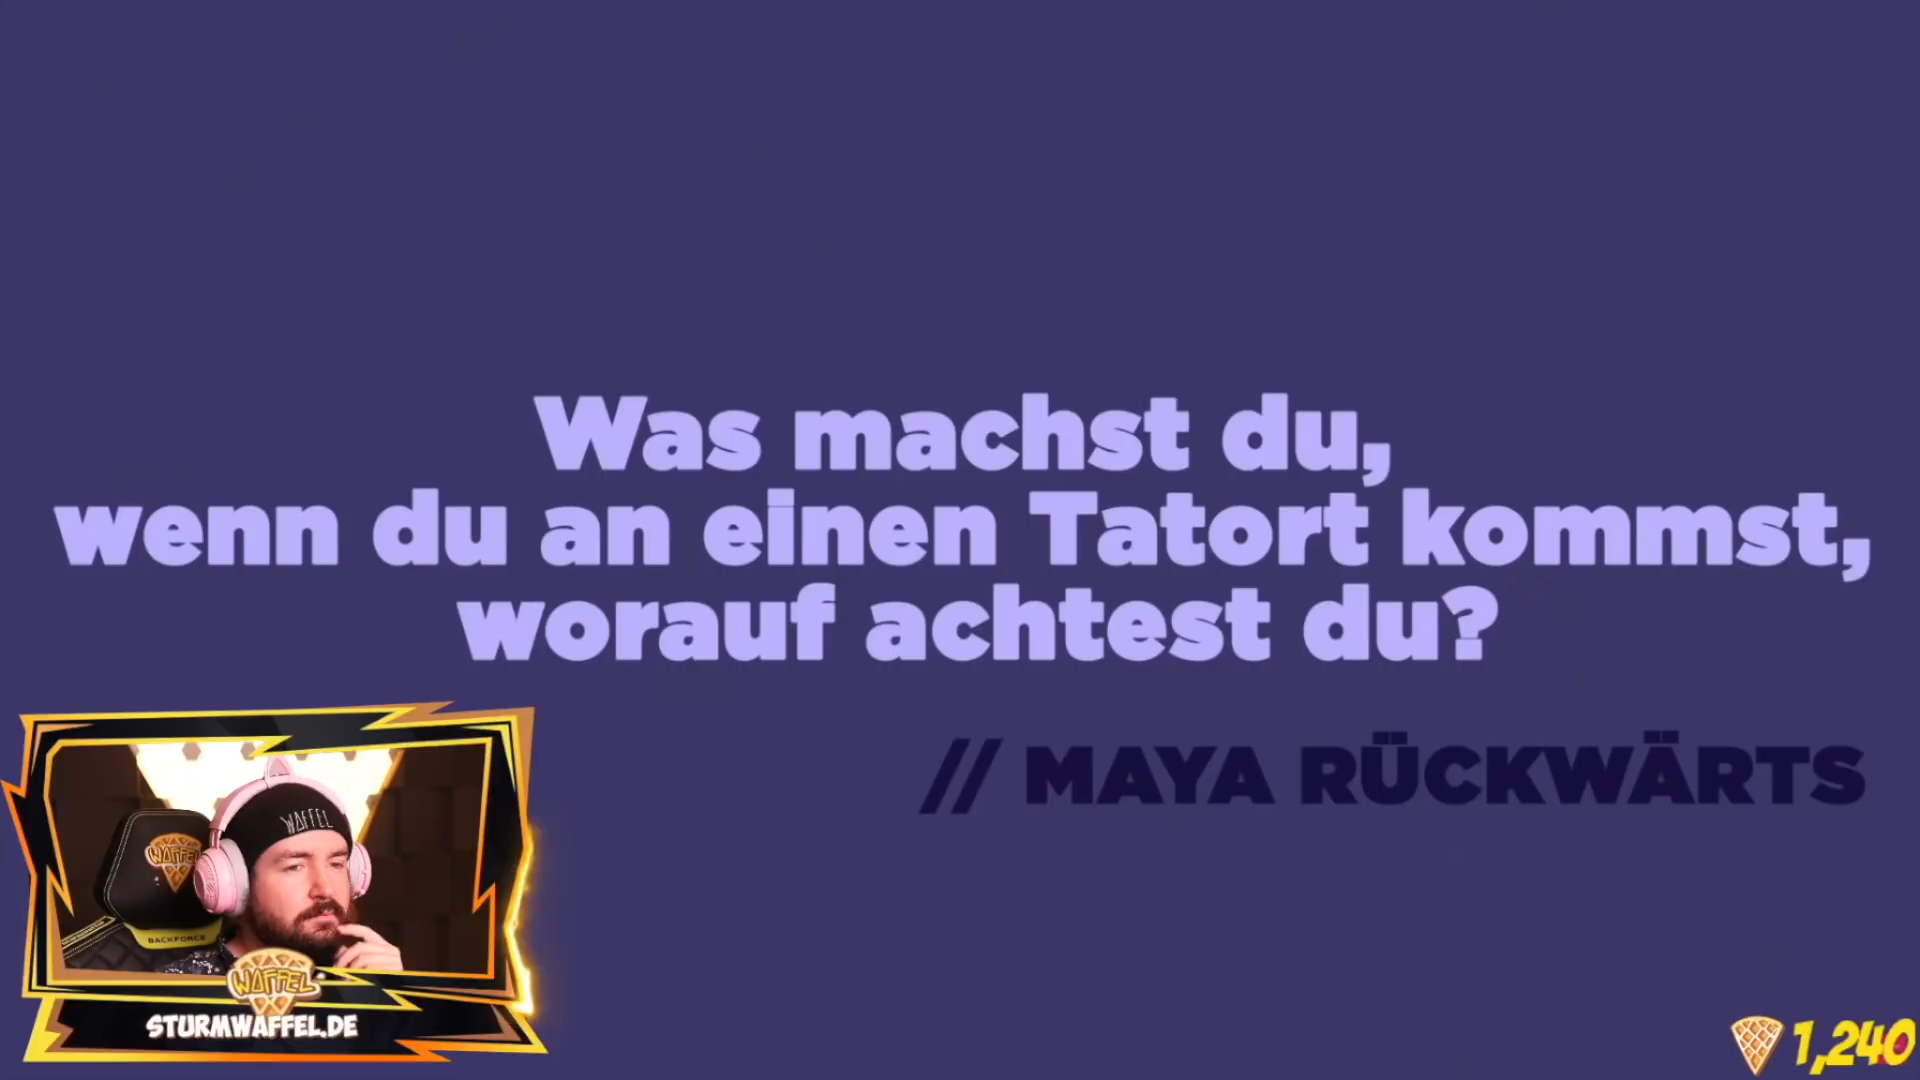 Was machst du,
wenn du an einen Tatort kommst,
worauf achtest du?
// MAYA RÜCKWÄRTS
WAFFEL
WAFFEL
BACKFORCE
WAFFEL
STURMWAFFEL.DE
1,240